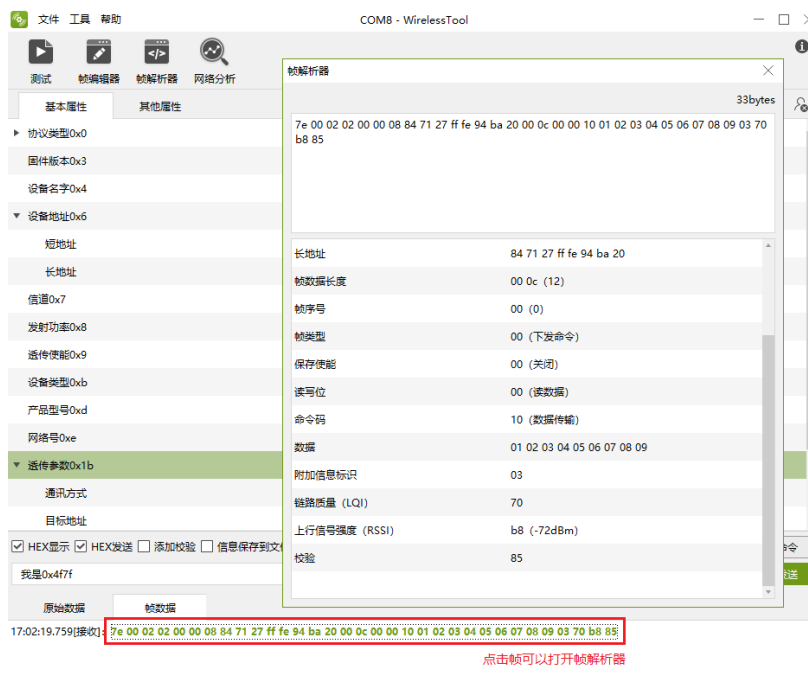 文件 工具 帮助
COM8 - WirelessTool
测试 帧编辑器 帧解析器 网络分析
基本属性 其他属性
协议类型0x0
固件版本0x3
设备名字0x4
设备地址0x6
短地址
长地址
信道0x7
发射功率0x8
透传使能0x9
设备类型0xb
产品型号0xd
网络号0xe
透传参数0x1b
通讯方式
目标地址
帧解析器
33bytes
7e 00 02 02 00 00 08 84 71 27 ff fe 94 ba 20 00 0c 00 00 10 01 02 03 04 05 06 07 08 09 03 70
b8 85
长地址 84 71 27 ff fe 94 ba 20
帧数据长度 00 0c（12）
帧序号 00（0）
帧类型 00（下发命令）
保存使能 00（关闭）
读写位 00（读数据）
命令码 10（数据传输）
数据 01 02 03 04 05 06 07 08 09
附加信息标识 03
链路质量（LQI） 70
上行信号强度（RSSI） b8（-72dBm）
校验 85
HEX显示 HEX发送 添加校验 信息保存到文
令
我是0x4f7f
送
原始数据 帧数据
17:02:19.759[接收]: 7e 00 02 02 00 00 08 84 71 27 ff fe 94 ba 20 00 0c 00 00 10 01 02 03 04 05 06 07 08 09 03 70 b8 85
点击帧可以打开帧解析器